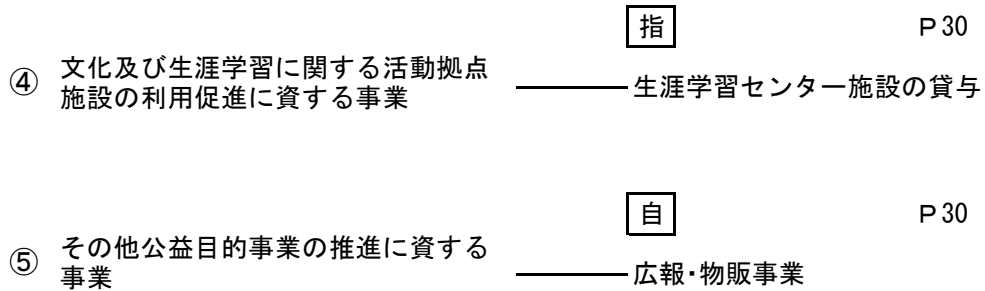 指 P30
④ 文化及び生涯学習に関する活動拠点
施設の利用促進に資する事業
生涯学習センター施設の貸与
自 P30
⑤ その他公益目的事業の推進に資する
事業
広報・物販事業